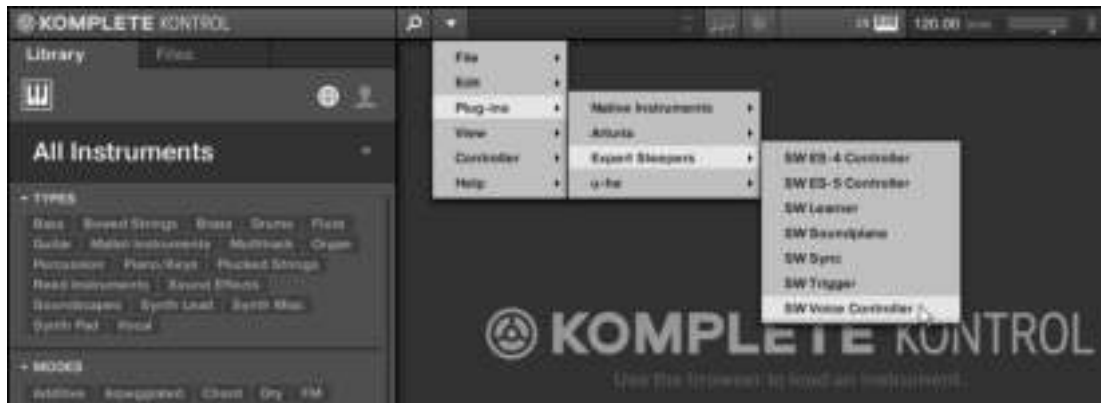 KOMPLETE KONTROL
120.00
Library Files
All Instruments
TYPES
Bass Bowed Strings Brass Drums Flute
Guitar Mallet Instruments Multitrack Organ
Percussion Piano/Keys Plucked Strings
Reed Instruments Sound Effects
Soundscapes Synth Lead Synth Misc
Synth Pad Vocal
MODES
Additive Arpeggiated Chord Dry FM
File
Edit
Plug-ins
View
Controller
Help
Native Instruments
Arturia
Expert Sleepers
u-he
SW ES-4 Controller
SW ES-5 Controller
SW Learner
SW Soundplane
SW Sync
SW Trigger
SW Voice Controller
KOMPLETE KONTROL
Use the browser to load an instrument.